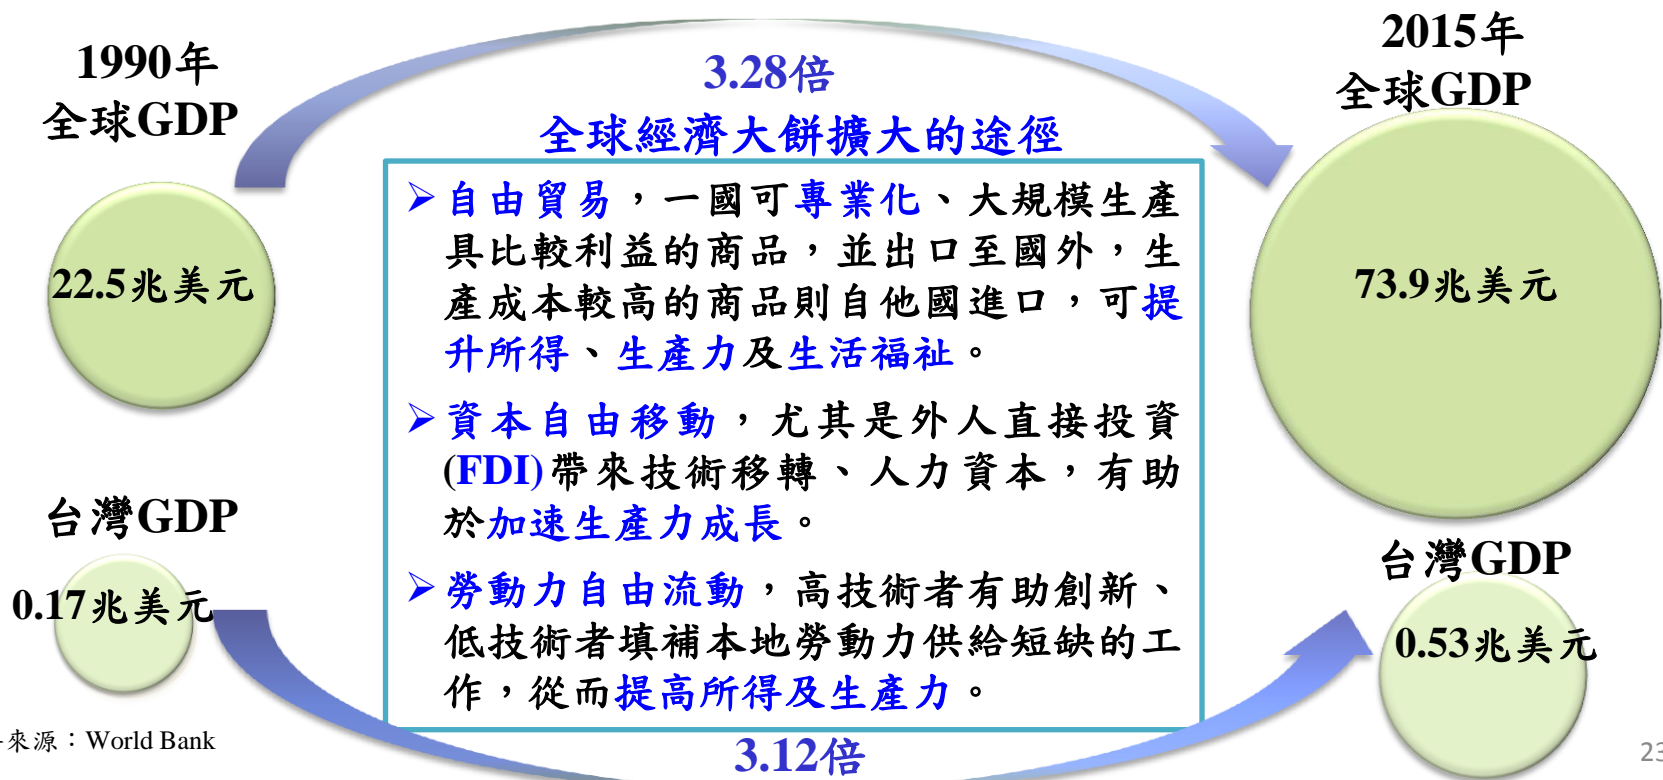 1990年
全球GDP
22.5兆美元
台灣GDP
0.17兆美元
3.28倍
全球經濟大餅擴大的途徑
➢自由貿易，一國可專業化、大規模生產
具比較利益的商品，並出口至國外，生
產成本較高的商品則自他國進口，可提
升所得、生產力及生活福祉。
➢資本自由移動，尤其是外人直接投資
(FDI)帶來技術移轉、人力資本，有助
於加速生產力成長。
➢勞動力自由流動，高技術者有助創新、
低技術者填補本地勞動力供給短缺的工
作，從而提高所得及生產力。
3.12倍
2015年
全球GDP
73.9兆美元
台灣GDP
0.53兆美元
來源：World Bank
23